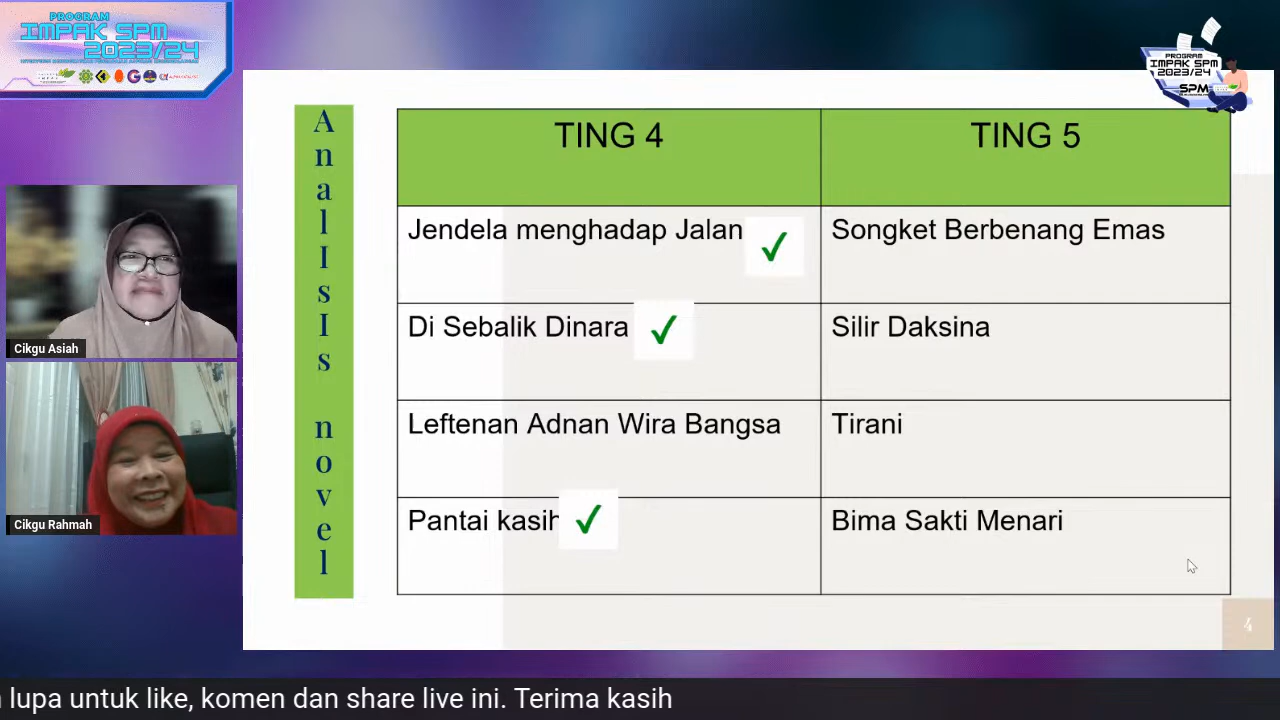 PROGRAM
IMPAK SPM
2023/24
PROGRAM
IMPAK SPM
2023/24
SPM
Analisis novel
TING 4
TING 5
Jendela menghadap Jalan ✓
Songket Berbenang Emas
Di Sebalik Dinara ✓
Silir Daksina
Leftenan Adnan Wira Bangsa
Tirani
Pantai kasih ✓
Bima Sakti Menari
4
Cikgu Asiah
Cikgu Rahmah
lupa untuk like, komen dan share live ini. Terima kasih